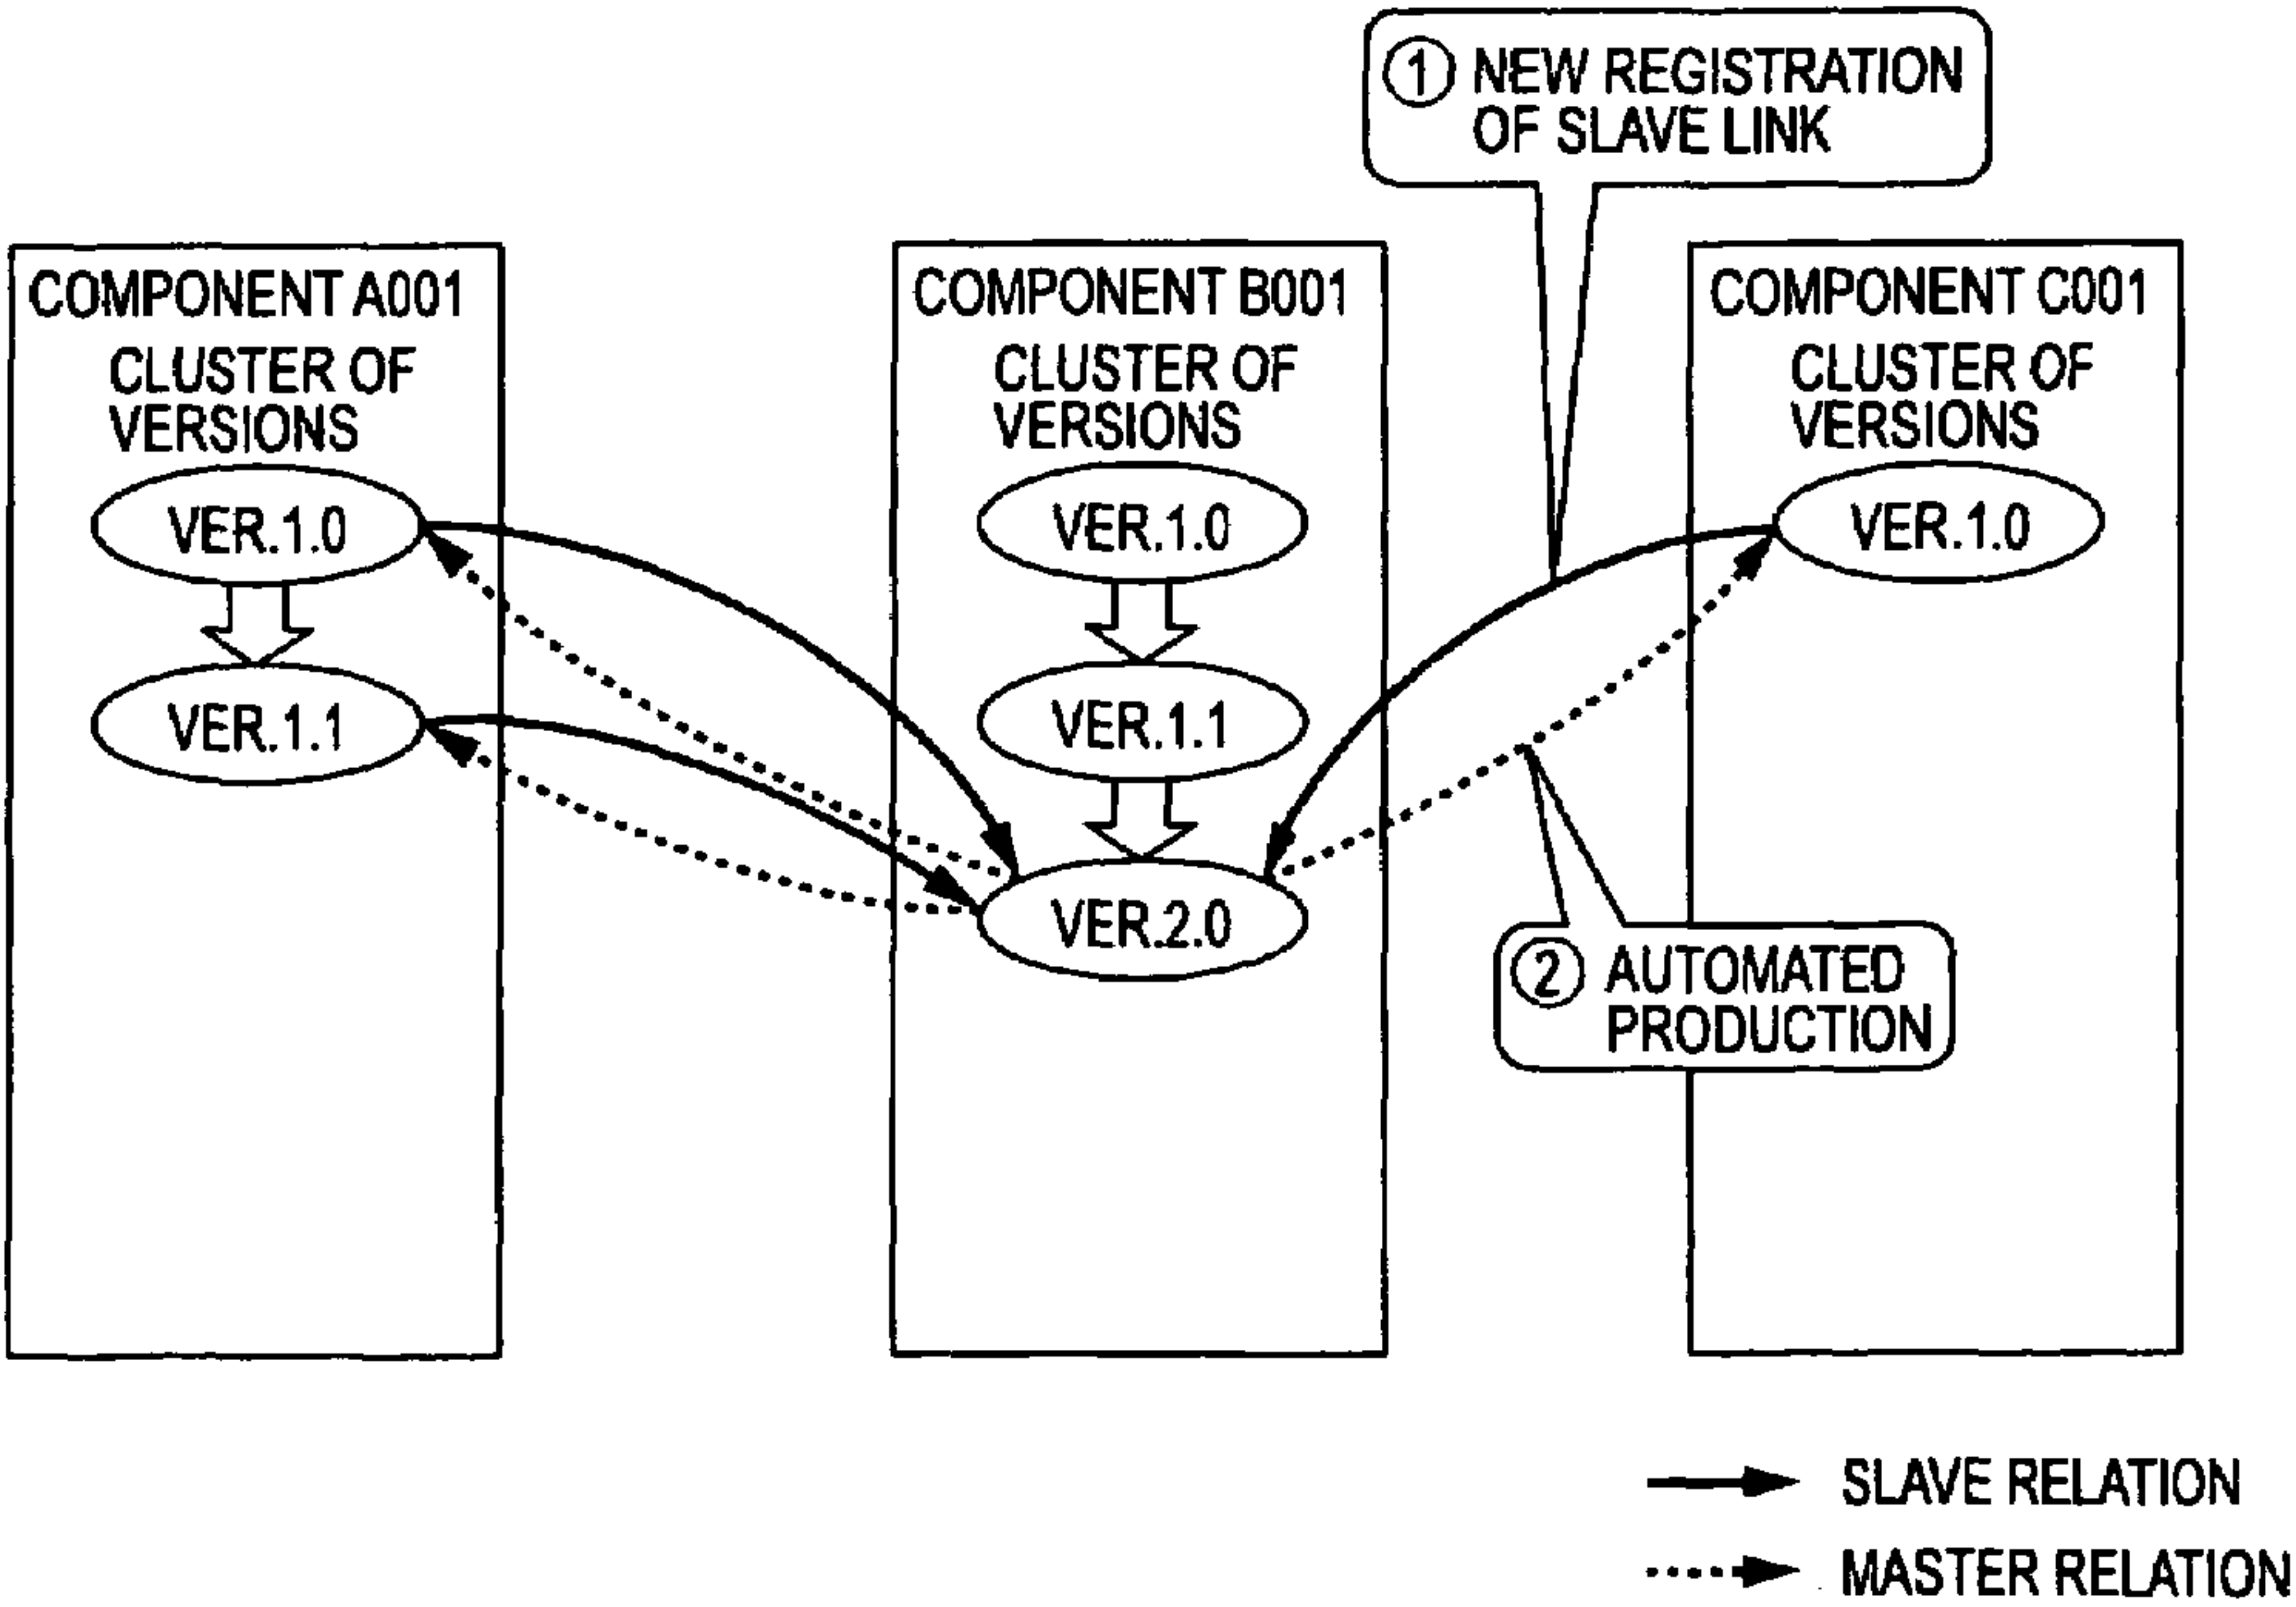 ① NEW REGISTRATION
OF SLAVE LINK
COMPONENT A001
CLUSTER OF
VERSIONS
VER.1.0
VER.1.1
COMPONENT B001
CLUSTER OF
VERSIONS
VER.1.0
VER.1.1
VER.2.0
COMPONENT C001
CLUSTER OF
VERSIONS
VER.1.0
② AUTOMATED
PRODUCTION
SLAVE RELATION
MASTER RELATION